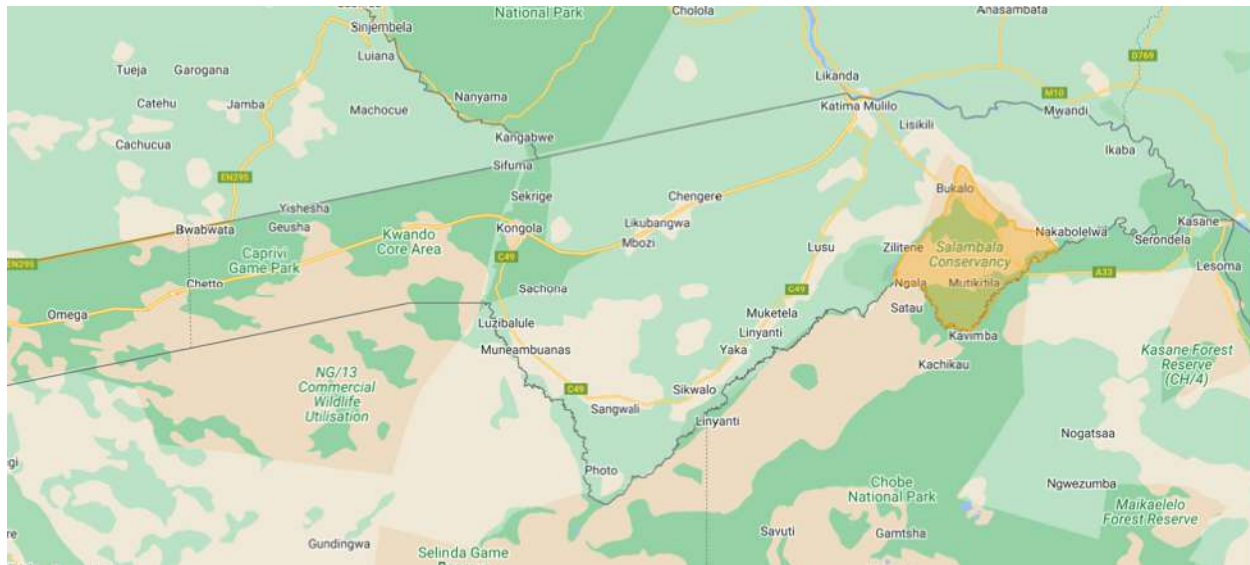 National Park
Cholola
Anasambata
Sinjembela
Luiana
D769
Tueja
Garogana
Likanda
Nanyama
M10
Catehu
Jamba
Machocue
Katima Mulilo
Mwandi
Lisikili
Cachucua
Kangabwe
Ikaba
Sifuma
EN295
Bukalo
Sekrige
Chengere
Yishesha
Bwabwata
Geusha
Kwando
Core Area
Kongola
Likubangwa
Mbozi
Kasane
Nakabolelwa
Serondela
Zilitene
Salambala
Conservancy
Lusu
Caprivi
Game Park
C49
EN295
Lesoma
A33
Chetto
Sachona
C49
Ngala
Mutikitila
Satau
Omega
Luzibalule
Muketela
Linyanti
Kavimba
Muneambuanas
Yaka
Kachikau
Kasane Forest
Reserve
(CH/4)
NG/13
Commercial
Wildlife
Utilisation
C49
Sikwalo
Sangwali
Linyanti
Nogatsaa
Photo
Chobe
National Park
Ngwezumba
Maikaelelo
Forest Reserve
Savuti
Gamtsha
Gundingwa
Selinda Game